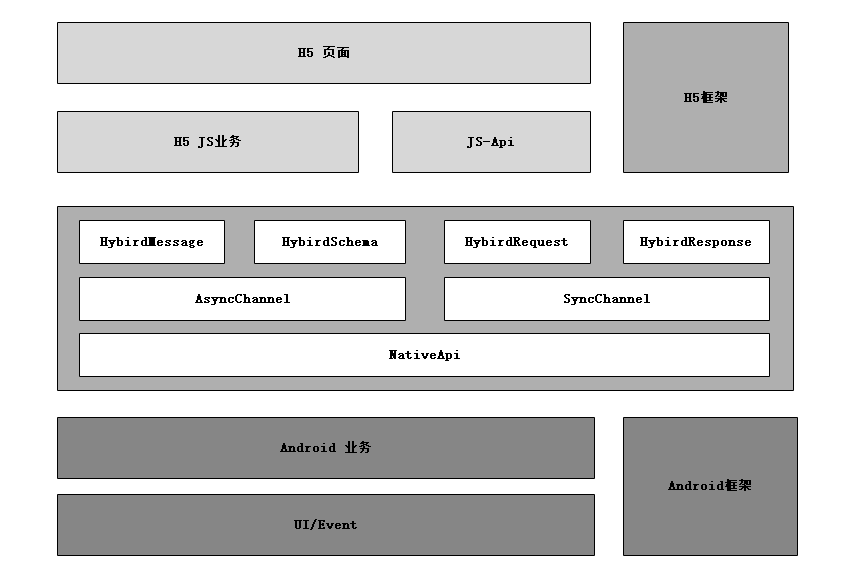 H5 页面
H5框架
H5 JS业务
JS-Api
HybirdMessage
HybirdSchema
HybirdRequest
HybirdResponse
AsyncChannel
SyncChannel
NativeApi
Android 业务
Android框架
UI/Event